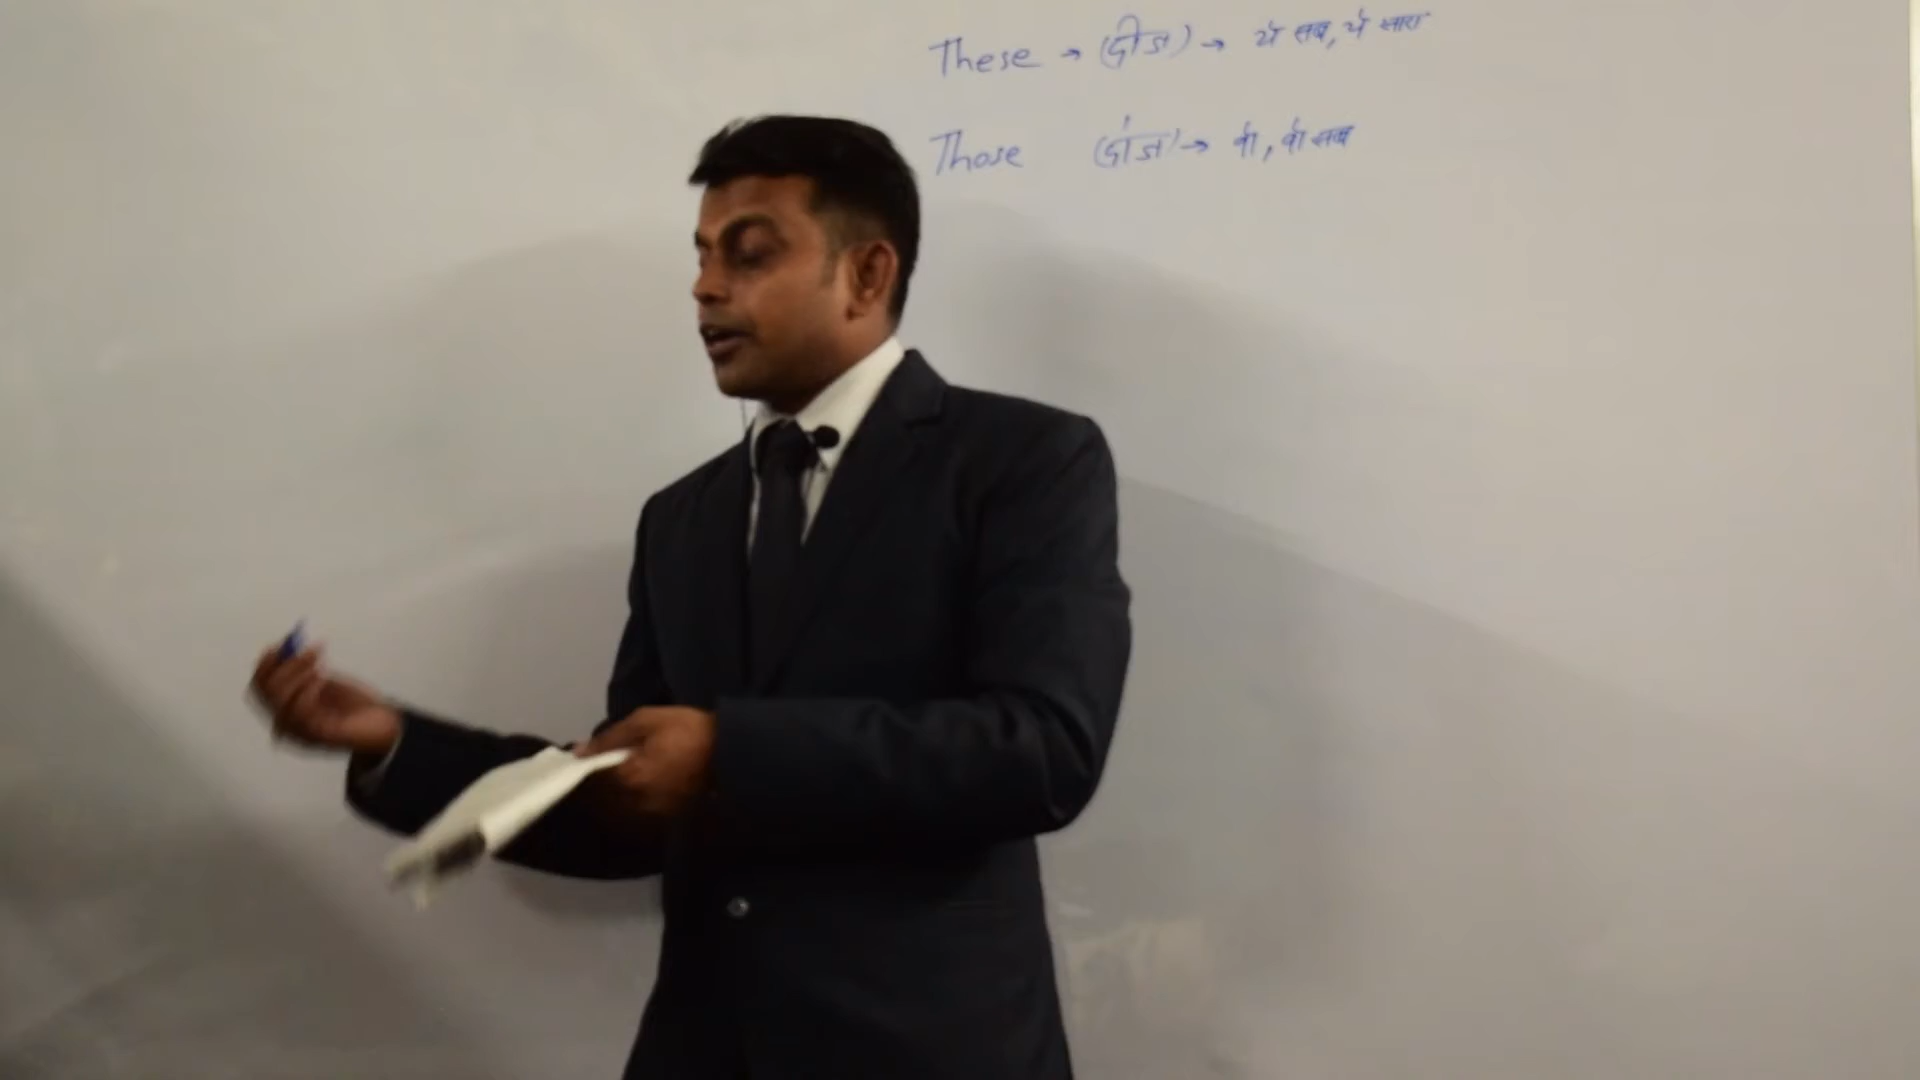 These → (दीज) → ये सब, ये सारा
Those (दोज) → वो, वो सब